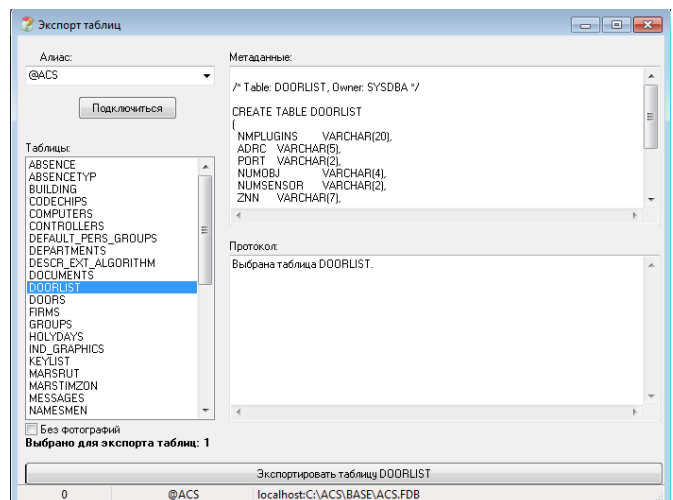 Экспорт таблиц
Алиас:
@ACS
Подключиться
Таблицы:
ABSENCE
ABSENCETYP
BUILDING
CODECHIPS
COMPUTERS
CONTROLLERS
DEFAULT_PERS_GROUPS
DEPARTMENTS
DESCR_EXT_ALGORITHM
DOCUMENTS
DOORLIST
DOORS
FIRMS
GROUPS
HOLYDAYS
IND_GRAPHICS
KEYLIST
MARSRUT
MARSTIMZON
MESSAGES
NAMESMEN
Без фотографий
Выбрано для экспорта таблиц: 1
Метаданные:
/* Table: DOORLIST, Owner: SYSDBA */
CREATE TABLE DOORLIST
(
NMPLUGINS VARCHAR(20),
ADRC VARCHAR(5),
PORT VARCHAR(2),
NUMOBJ VARCHAR(4),
NUMSENSOR VARCHAR(2),
ZNN VARCHAR(7),
Протокол:
Выбрана таблица DOORLIST.
Экспортировать таблицу DOORLIST
0 @ACS localhost:C:\ACS\BASE\ACS.FDB